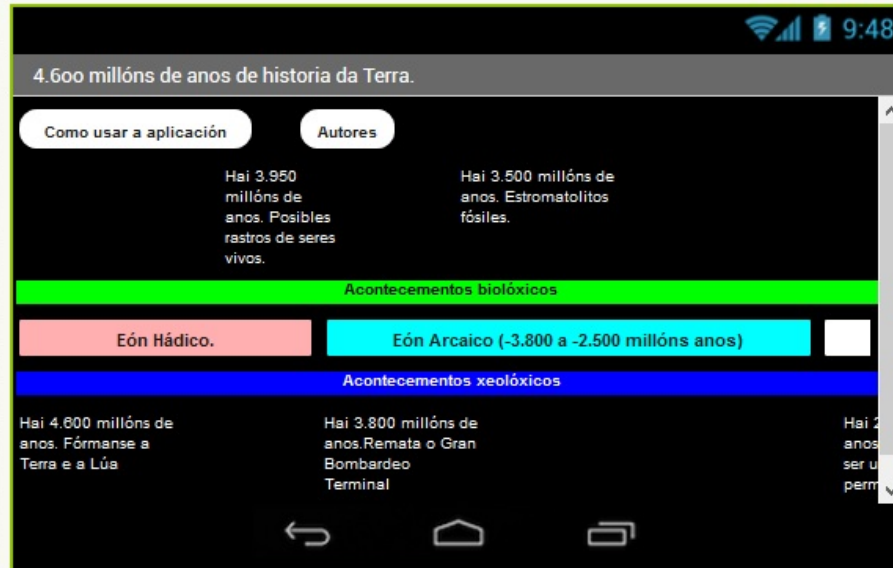 9:48
4.6oo millóns de anos de historia da Terra.
Como usar a aplicación
Autores
Hai 3.950
millóns de
anos. Posibles
rastros de seres
vivos.
Hai 3.500 millóns de
anos. Estromatolitos
fósiles.
Acontecementos biolóxicos
Eón Hádico.
Eón Arcaico (-3.800 a -2.500 millóns anos)
Acontecementos xeolóxicos
Hai 4.600 millóns de
anos. Fórmanse a
Terra e a Lúa
Hai 3.800 millóns de
anos.Remata o Gran
Bombardeo
Terminal
Hai 2
anos
ser u
perm